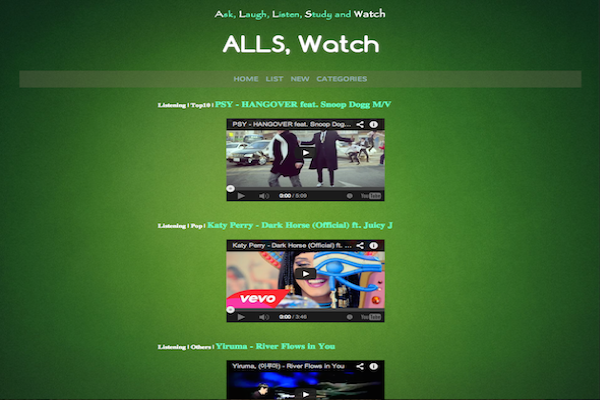 Ask, Laugh, Listen, Study and Watch
ALLS, Watch
HOME LIST NEW CATEGORIES
Listening | Top10 | PSY - HANGOVER feat. Snoop Dogg M/V
PSY - HANGOVER feat. Snoop Dog...
0:00 / 5:09 YouTube
Listening | Pop | Katy Perry - Dark Horse (Official) ft. Juicy J
Katy Perry - Dark Horse (Official) ft. ...
vevo
0:00 / 3:46 YouTube
Listening | Others | Yiruma - River Flows in You
Yiruma, (이루마) - River Flows in You